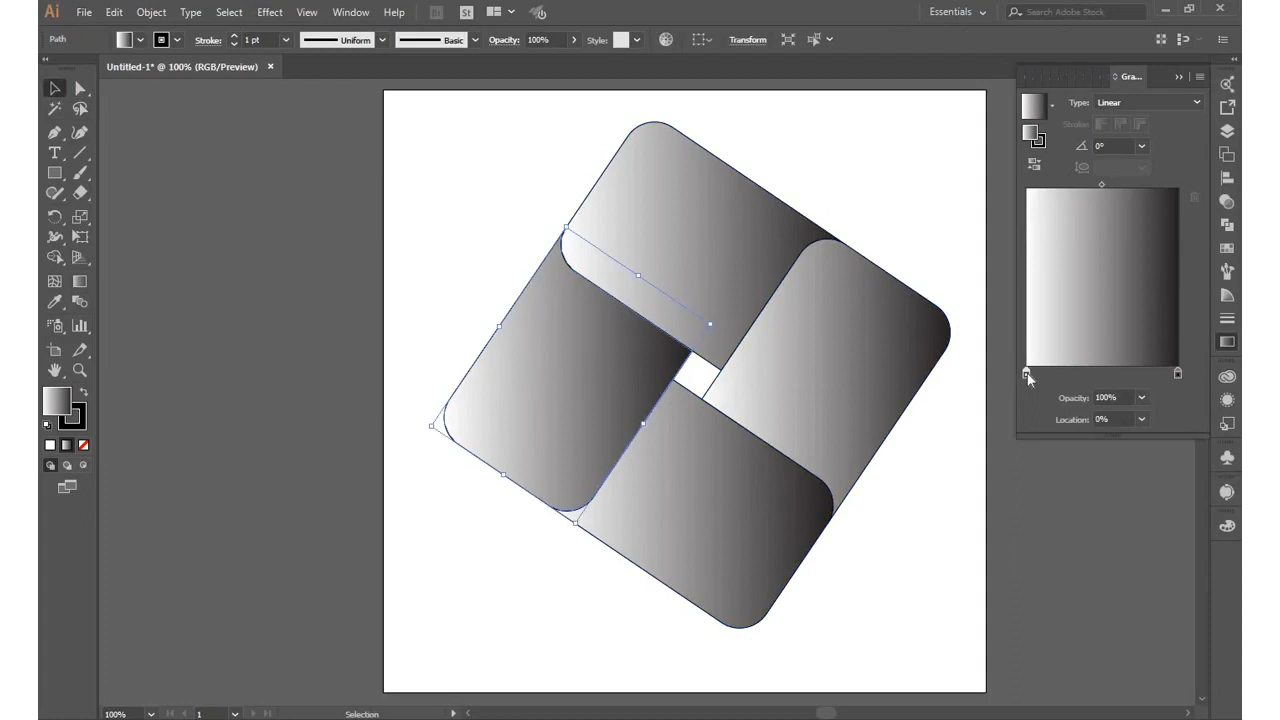 Ai File Edit Object Type Select Effect View Window Help Br St Essentials Search Adobe Stock
Path Stroke: 1 pt Uniform Basic Opacity: 100% Style: Transform
Untitled-1* @ 100% (RGB/Preview) ×
Gra...
Type: Linear
Stroke:
0°
Opacity: 100%
Location: 0%
100% 1 Selection